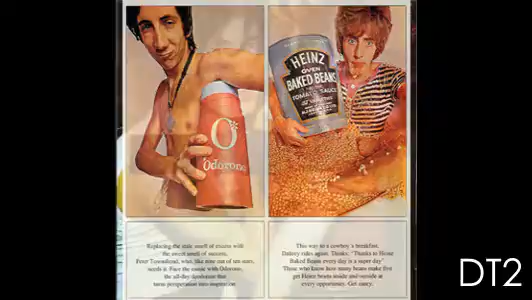 HEINZ
OVEN
BAKED BEANS
TOMATO SAUCE
O
Odorono
Replacing the stale smell of excess with
the sweet smell of success,
Peter Townshend, who, like nine out of ten stars,
needs it. Face the music with Odorono,
the all-day deodorant that
turns perspiration into inspiration
This way to a cowboy's breakfast.
Daltrey rides again. Thinks: "Thanks to Heinz
Baked Beans every day is a super day"
Those who know how many beans make five
get Heinz beans inside and outside at
every opportunity. Get saucy.
DT2